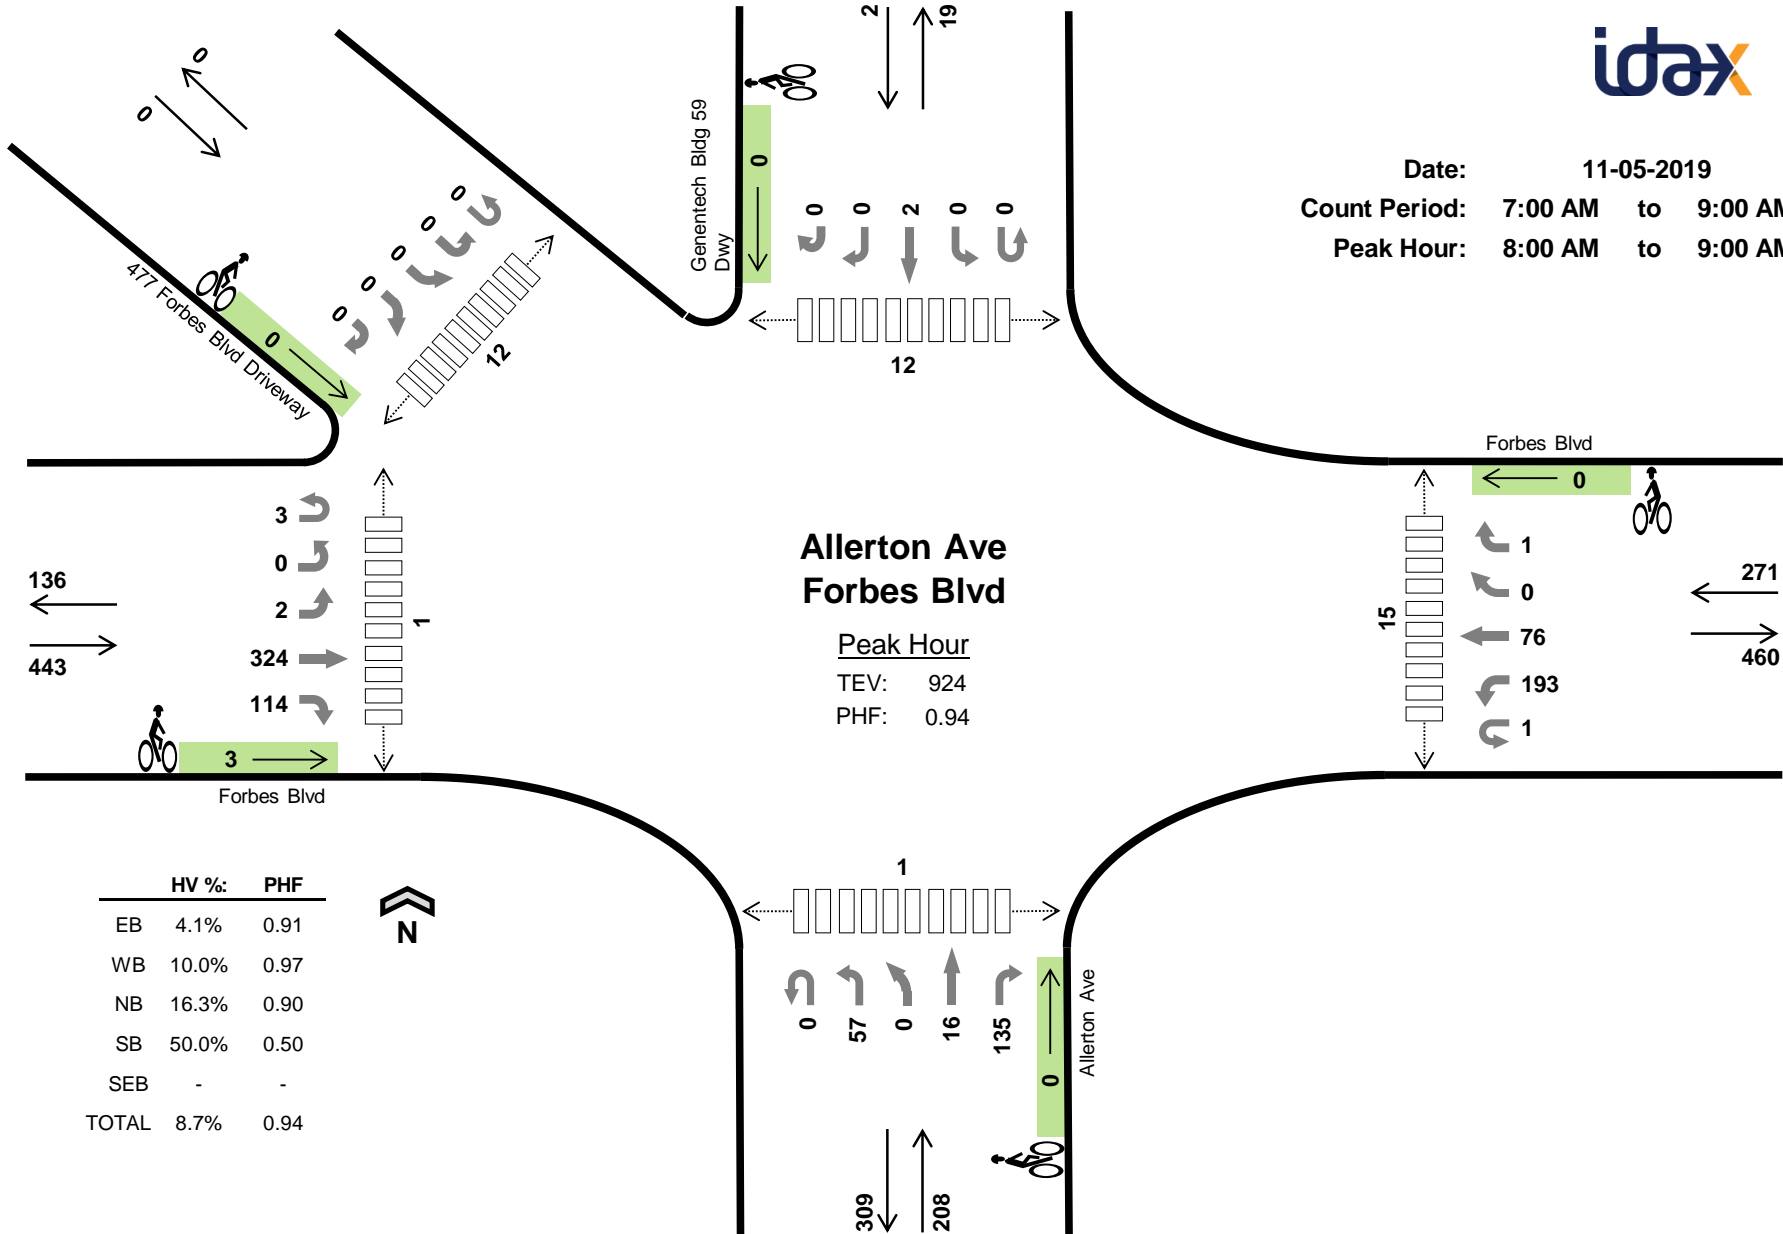 idax
Date: 11-05-2019
Count Period: 7:00 AM to 9:00 AM
Peak Hour: 8:00 AM to 9:00 AM
0
0
2
19
477 Forbes Blvd Driveway
0
0
0
0
0
0
12
Genentech Bldg 59
Dwy
0
0
0
2
0
0
12
Forbes Blvd
0
1
0
76
193
1
15
271
460
136
443
3
0
2
324
114
1
3
Forbes Blvd
Allerton Ave
Forbes Blvd
Peak Hour
TEV: 924
PHF: 0.94
1
0
57
0
16
135
0
Allerton Ave
309
208
N
HV %: PHF
EB 4.1% 0.91
WB 10.0% 0.97
NB 16.3% 0.90
SB 50.0% 0.50
SEB - -
TOTAL 8.7% 0.94